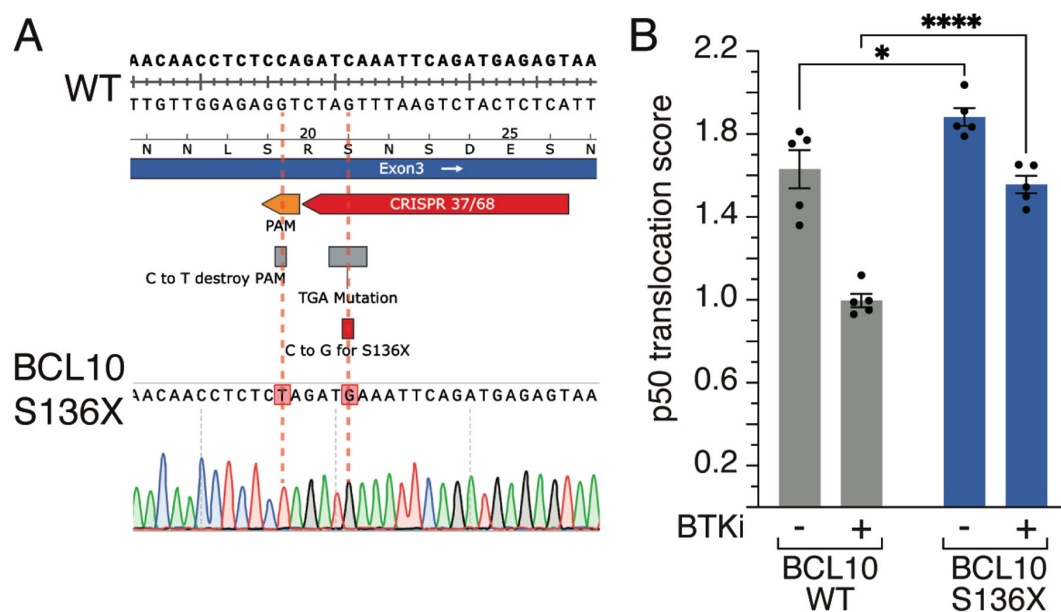 A
WT
AACAACCTCTCCAGATCAAATTCAGATGAGAGTAA
TTGTTGGAGAGGTCTAGTTTAAGTCTACTCTCATT
20 25
N N L S R S N S D E S N
Exon3 →
CRISPR 37/68
PAM
C to T destroy PAM
TGA Mutation
C to G for S136X
BCL10
S136X
AACAACCTCTCTAGATGAAATTCAGATGAGAGTAA
B
****
*
p50 translocation score
2.2
1.8
1.4
1.0
0.6
0.2
BTKi - + - +
BCL10 WT
BCL10 S136X